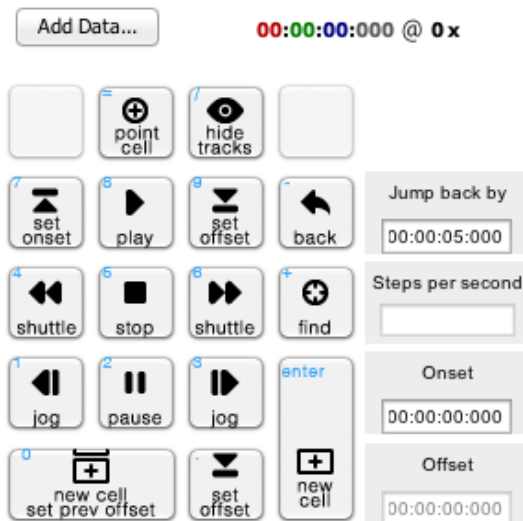 Add Data...
00:00:00:000 @ 0 x
=
point
cell
/
hide
tracks
7
set
onset
8
play
9
set
offset
-
back
Jump back by
00:00:05:000
4
shuttle
5
stop
6
shuttle
+
find
Steps per second
1
jog
2
pause
3
jog
enter
new
cell
Onset
00:00:00:000
0
new cell
set prev offset
.
set
offset
Offset
00:00:00:000